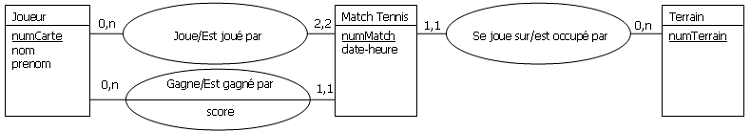 Joueur
numCarte
nom
prenom
0,n
Joue/Est joué par
2,2
0,n
Gagne/Est gagné par
score
1,1
Match Tennis
numMatch
date-heure
1,1
Se joue sur/est occupé par
0,n
Terrain
numTerrain